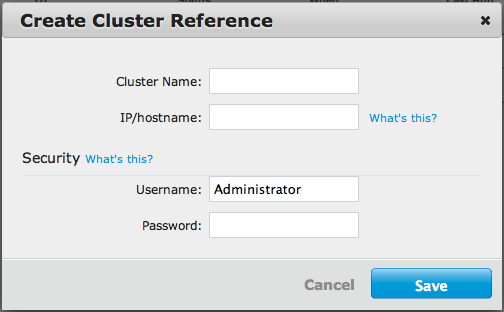 Create Cluster Reference
Cluster Name:
IP/hostname: What's this?
Security What's this?
Username: Administrator
Password:
Cancel Save